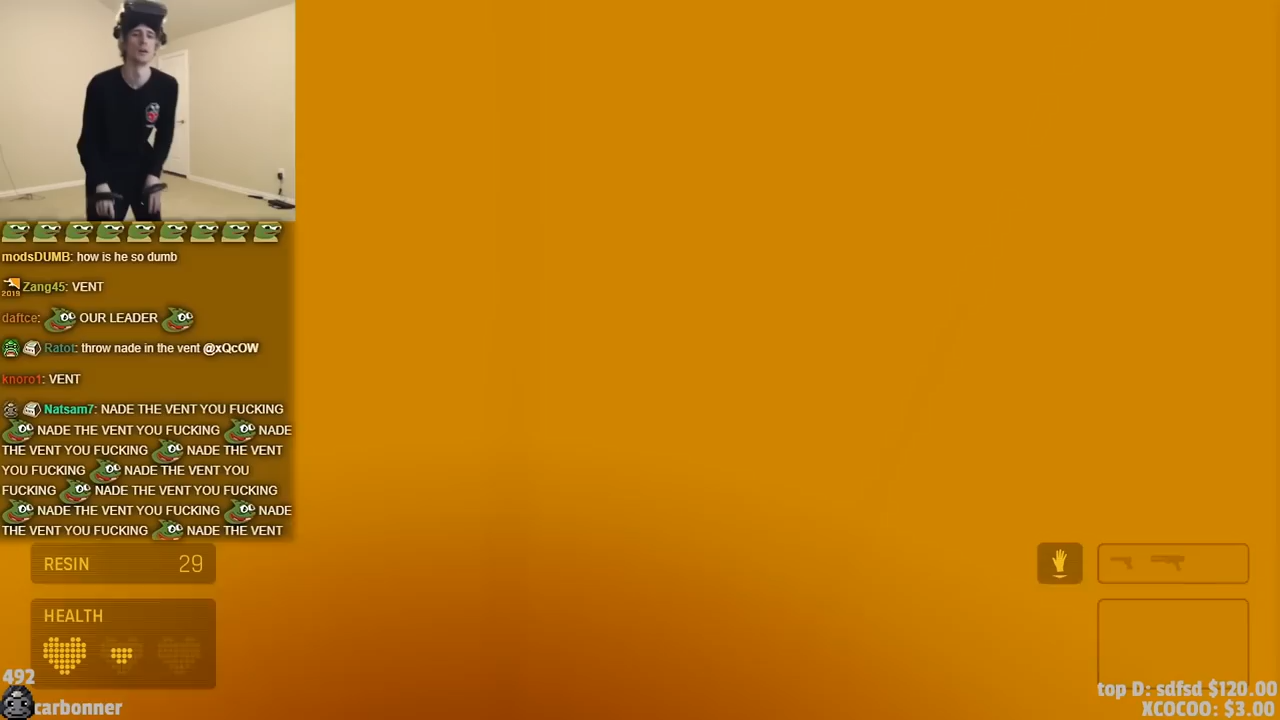 modsDUMB: how is he so dumb
2019 Zang45: VENT
daftce: OUR LEADER
Ratot: throw nade in the vent @xQcOW
knoro1: VENT
Natsam7: NADE THE VENT YOU FUCKING
NADE THE VENT YOU FUCKING NADE
THE VENT YOU FUCKING NADE THE VENT
YOU FUCKING NADE THE VENT YOU
FUCKING NADE THE VENT YOU FUCKING
NADE THE VENT YOU FUCKING NADE
THE VENT YOU FUCKING NADE THE VENT
RESIN 29
HEALTH
492
carbonner
top D: sdfsd $120.00
XCOCOO: $3.00